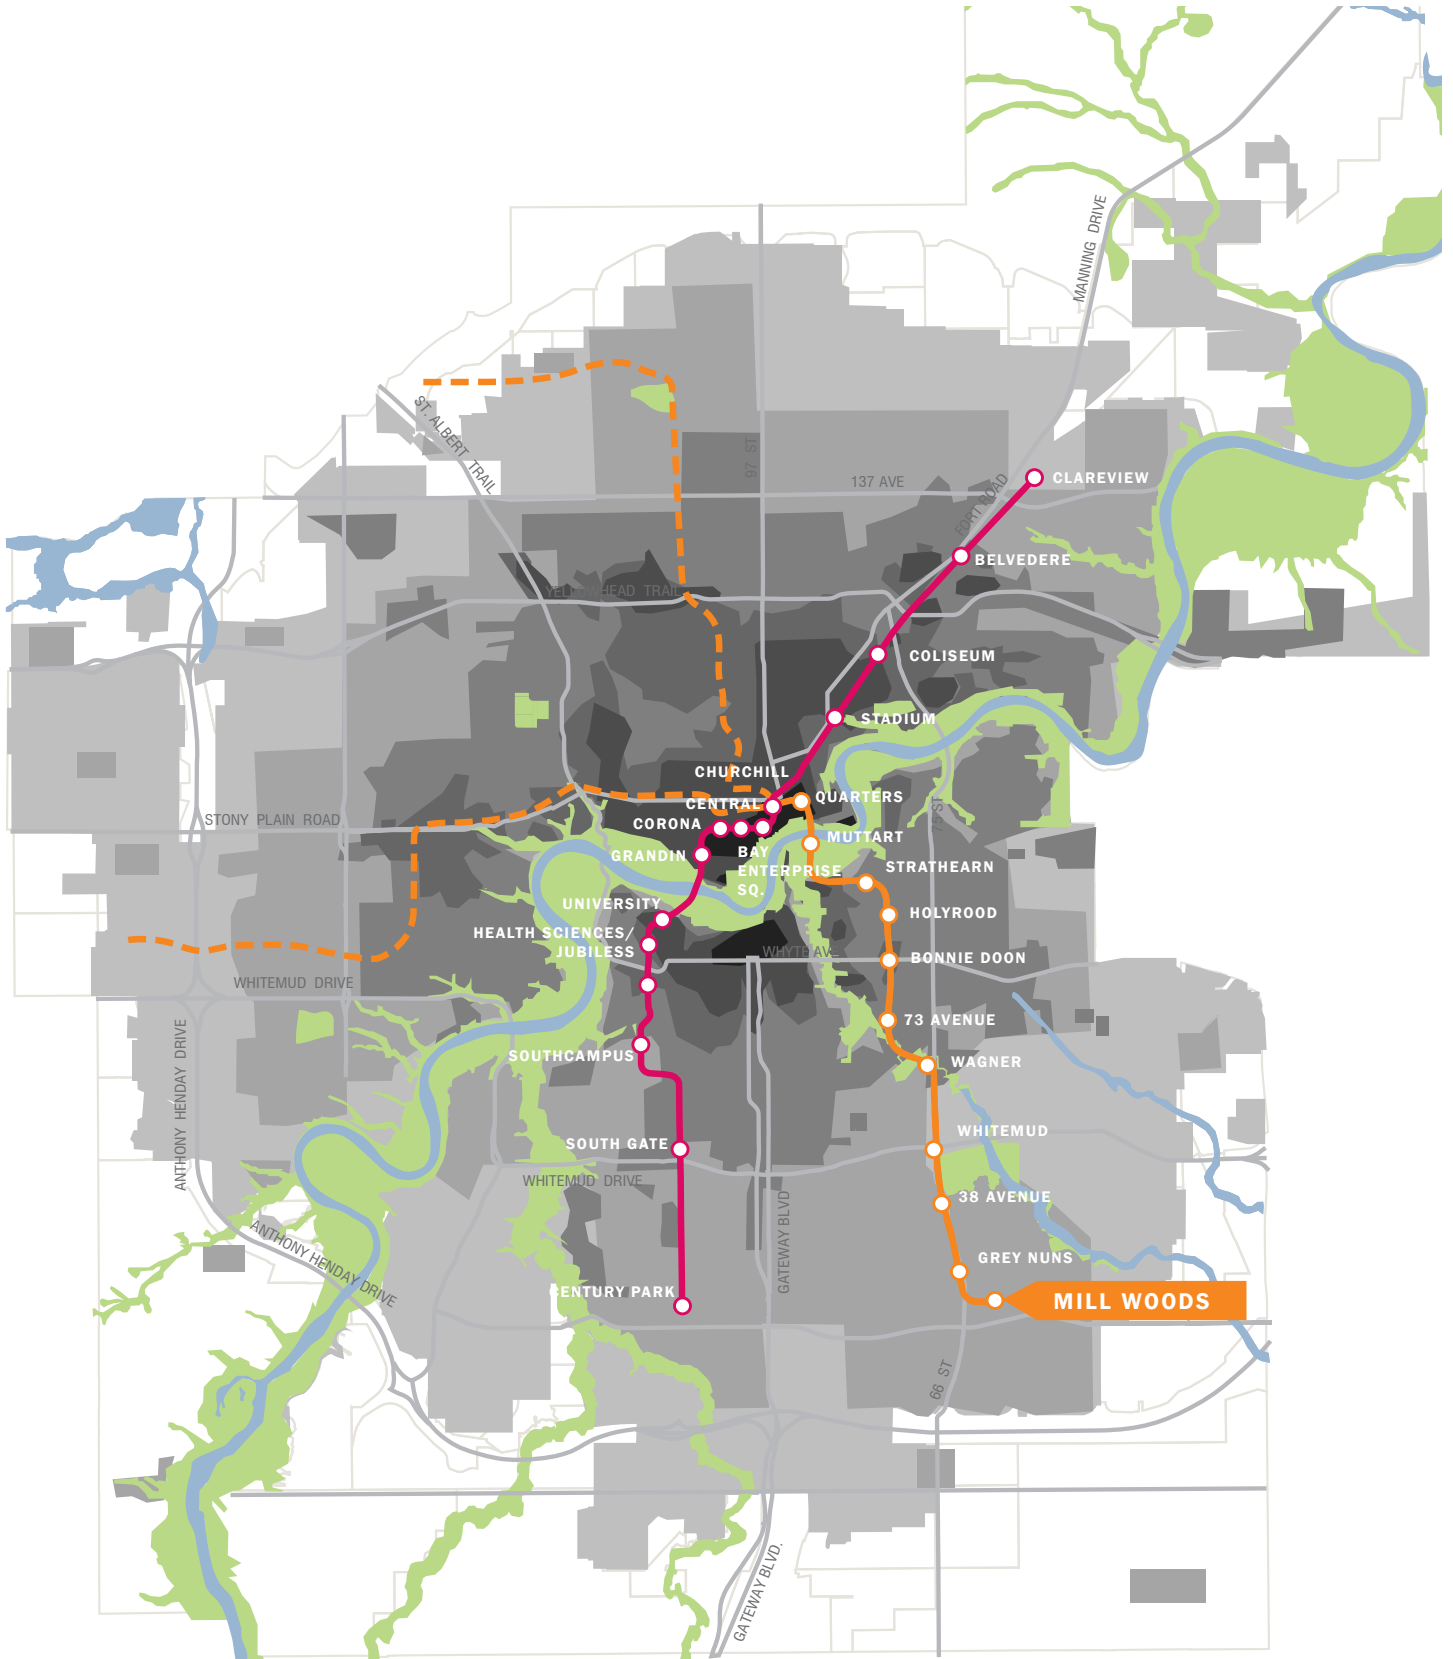 MANNING DRIVE
ST. ALBERT TRAIL
97 ST
137 AVE
CLAREVIEW
FORT ROAD
BELVEDERE
YELLOWHEAD TRAIL
COLISEUM
STADIUM
CHURCHILL
CENTRAL
QUARTERS
STONY PLAIN ROAD
CORONA
75 ST
MUTTART
GRANDIN
BAY
ENTERPRISE
SQ.
STRATHEARN
UNIVERSITY
HOLYROOD
HEALTH SCIENCES/
JUBILESS
WHYTE AVE
BONNIE DOON
WHITEMUD DRIVE
73 AVENUE
SOUTHCAMPUS
WAGNER
ANTHONY HENDAY DRIVE
SOUTH GATE
WHITEMUD
WHITEMUD DRIVE
38 AVENUE
GATEWAY BLVD
ANTHONY HENDAY DRIVE
GREY NUNS
CENTURY PARK
MILL WOODS
66 ST
GATEWAY BLVD.